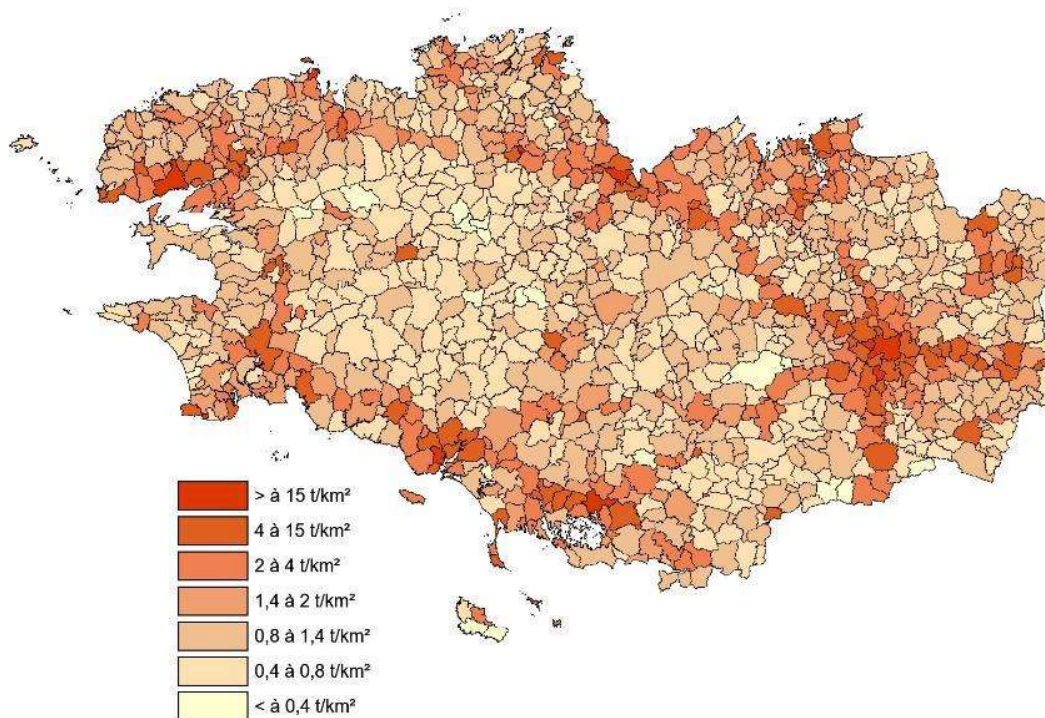 > à 15 t/km²
4 à 15 t/km²
2 à 4 t/km²
1,4 à 2 t/km²
0,8 à 1,4 t/km²
0,4 à 0,8 t/km²
< à 0,4 t/km²